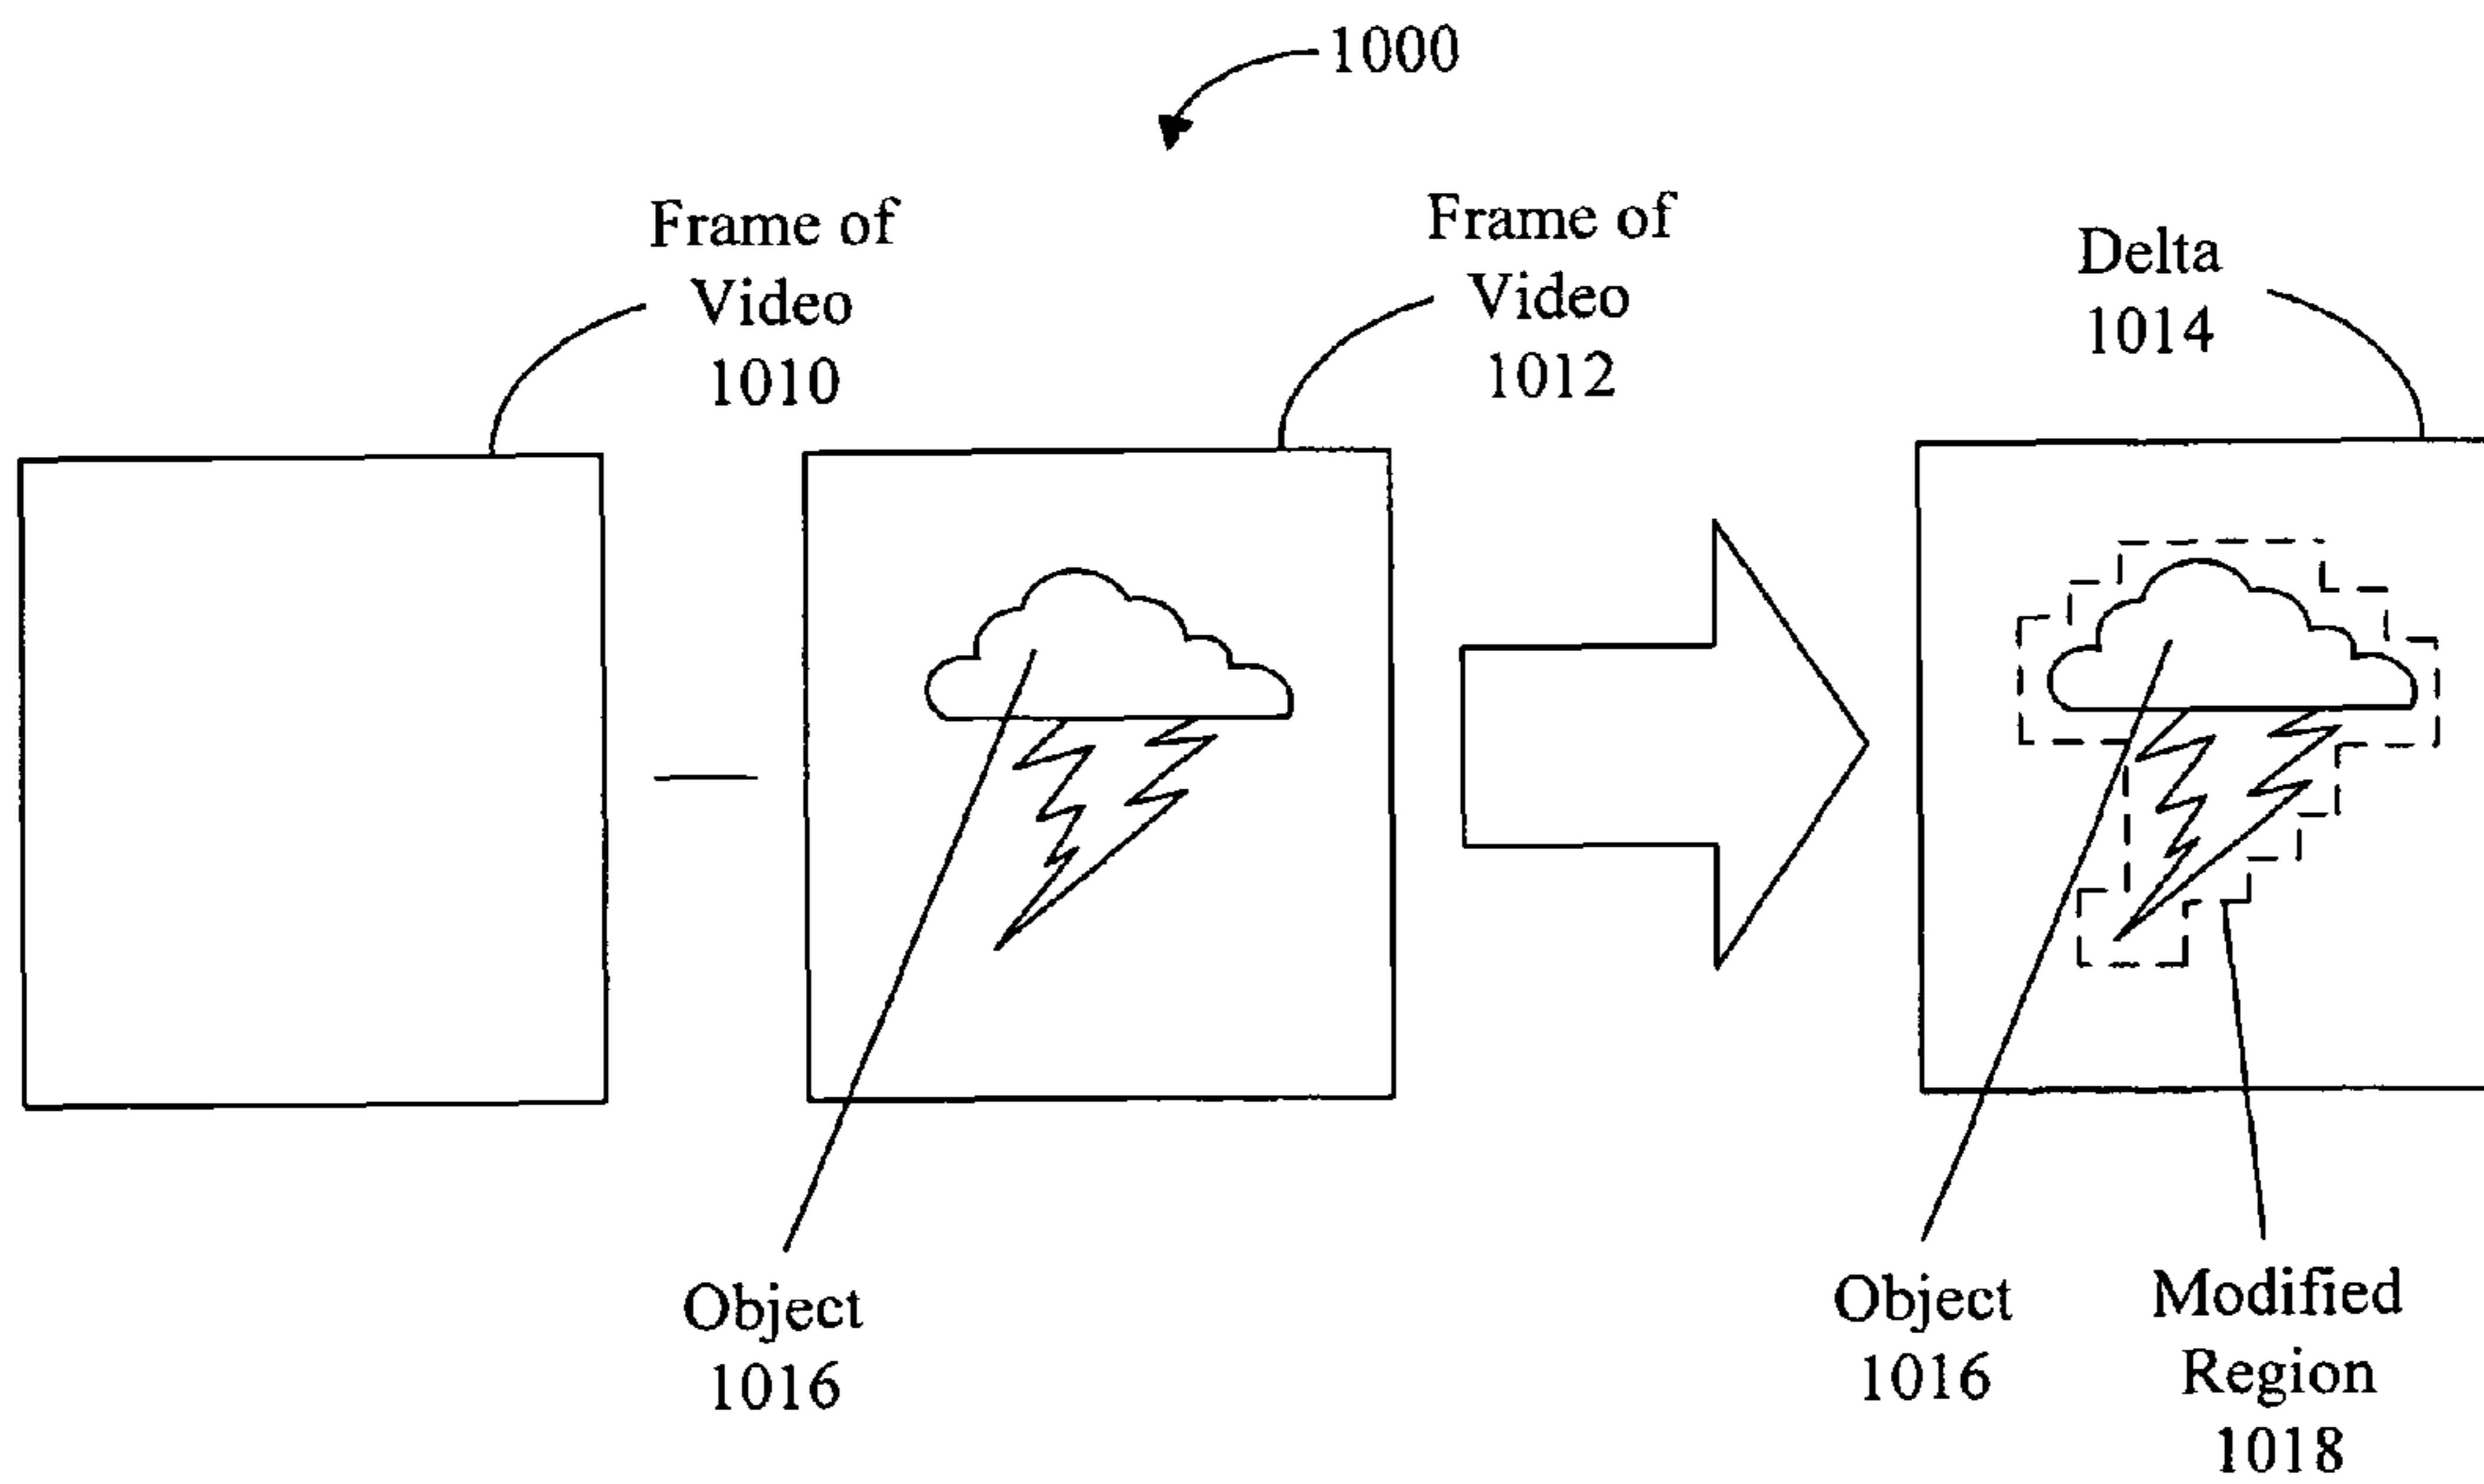 1000
Frame of
Video
1010
Frame of
Video
1012
Delta
1014
Object
1016
Object
1016
Modified
Region
1018